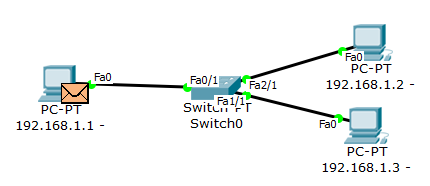 Fa0
PC-PT
192.168.1.1 -
Fa0/1
Fa2/1
Fa1/1
Switch-PT
Switch0
Fa0
PC-PT
192.168.1.2 -
Fa0
PC-PT
192.168.1.3 -